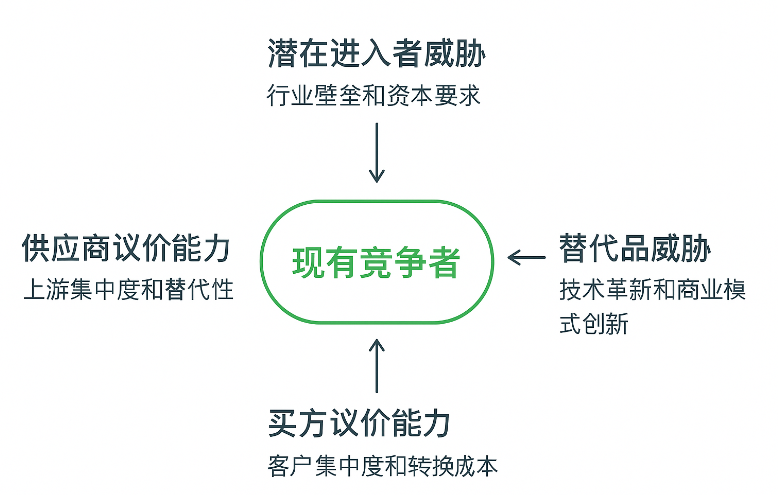 潜在进入者威胁
行业壁垒和资本要求
供应商议价能力
上游集中度和替代性
现有竞争者
替代品威胁
技术革新和商业模
式创新
买方议价能力
客户集中度和转换成本